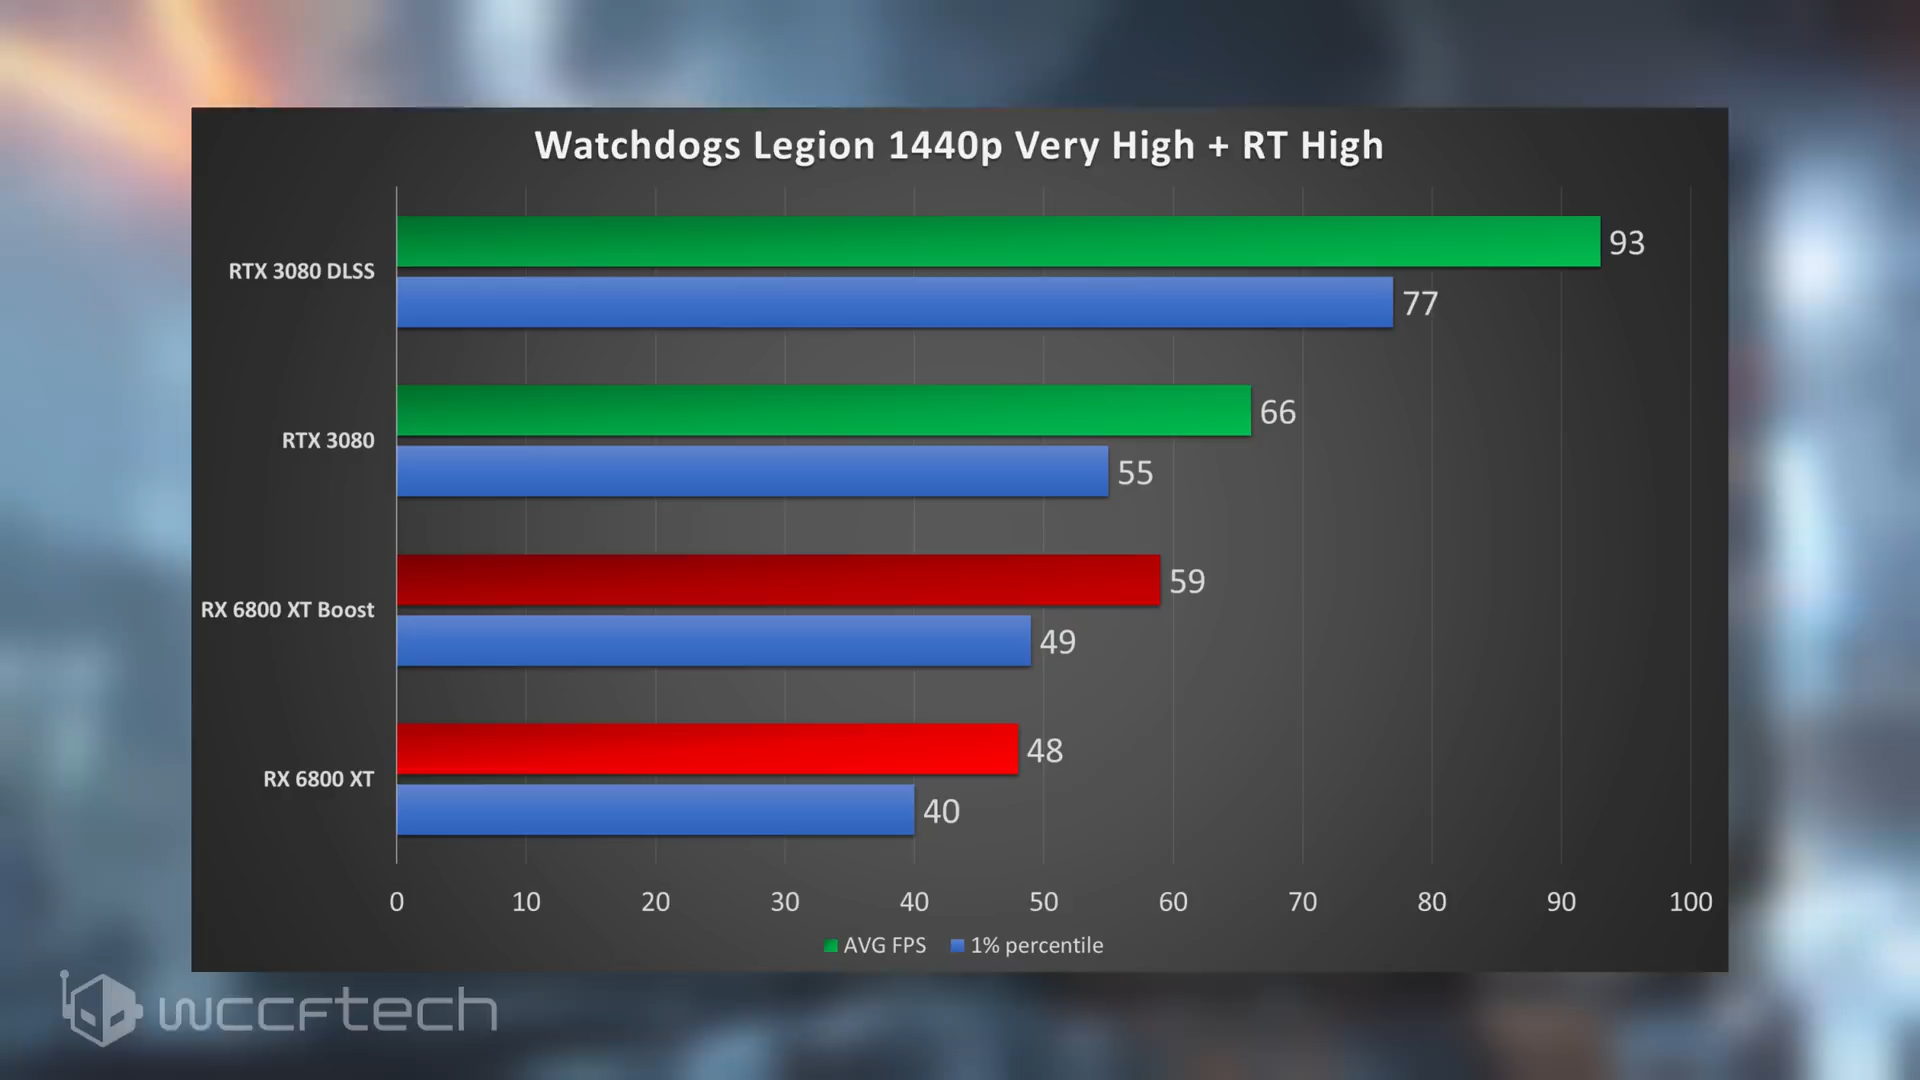 Watchdogs Legion 1440p Very High + RT High
RTX 3080 DLSS
93
77
RTX 3080
66
55
RX 6800 XT Boost
59
49
RX 6800 XT
48
40
0 10 20 30 40 50 60 70 80 90 100
AVG FPS 1% percentile
wccftech